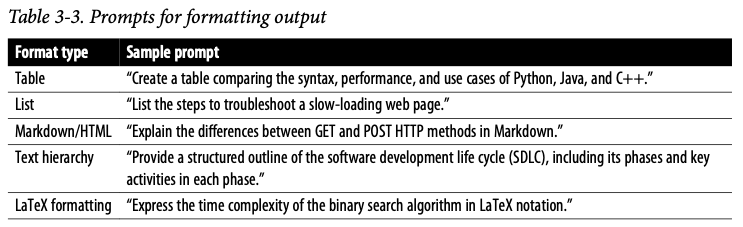 Table 3-3. Prompts for formatting output
Format type Sample prompt
Table “Create a table comparing the syntax, performance, and use cases of Python, Java, and C++.”
List “List the steps to troubleshoot a slow-loading web page.”
Markdown/HTML “Explain the differences between GET and POST HTTP methods in Markdown.”
Text hierarchy “Provide a structured outline of the software development life cycle (SDLC), including its phases and key
activities in each phase.”
LaTeX formatting “Express the time complexity of the binary search algorithm in LaTeX notation.”